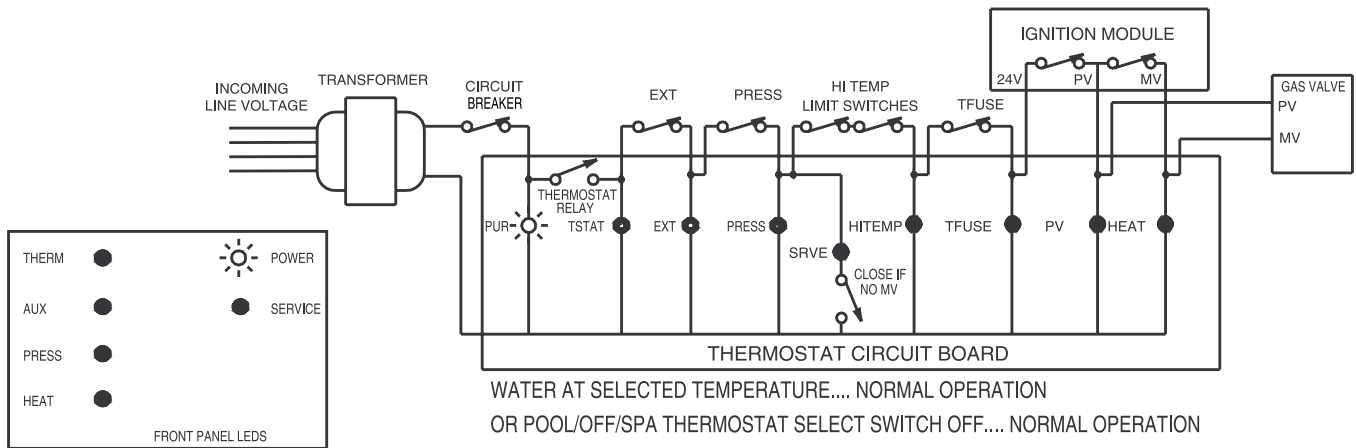 IGNITION MODULE
24V
PV
MV
GAS VALVE
PV
MV
INCOMING
LINE VOLTAGE
TRANSFORMER
CIRCUIT
BREAKER
EXT
PRESS
HI TEMP
LIMIT SWITCHES
TFUSE
THERMOSTAT
RELAY
PUR
TSTAT
EXT
PRESS
SRVE
CLOSE IF
NO MV
HITEMP
TFUSE
PV
HEAT
THERMOSTAT CIRCUIT BOARD
THERM
POWER
AUX
SERVICE
PRESS
HEAT
FRONT PANEL LEDS
WATER AT SELECTED TEMPERATURE.... NORMAL OPERATION
OR POOL/OFF/SPA THERMOSTAT SELECT SWITCH OFF.... NORMAL OPERATION